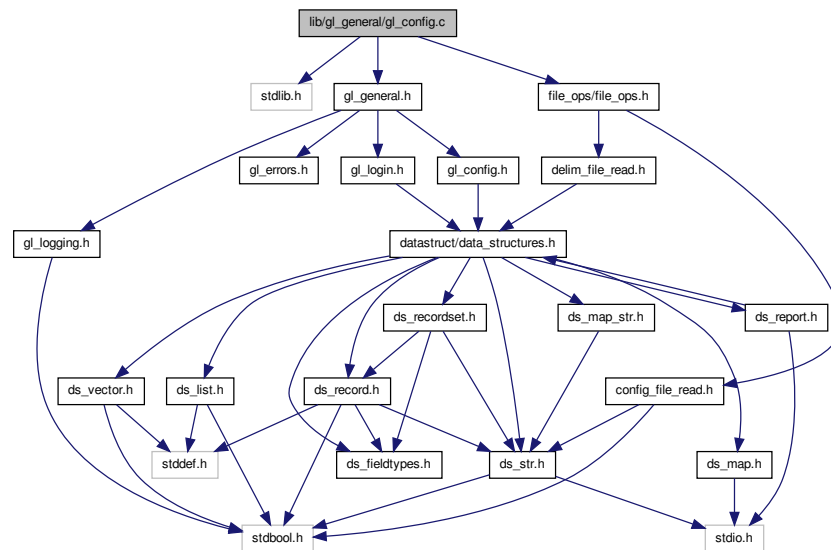 lib/gl_general/gl_config.c
stdlib.h
gl_general.h
file_ops/file_ops.h
gl_errors.h
gl_login.h
gl_config.h
delim_file_read.h
gl_logging.h
datastruct/data_structures.h
ds_recordset.h
ds_map_str.h
ds_report.h
ds_vector.h
ds_list.h
ds_record.h
config_file_read.h
stddef.h
ds_fieldtypes.h
ds_str.h
ds_map.h
stdbool.h
stdio.h